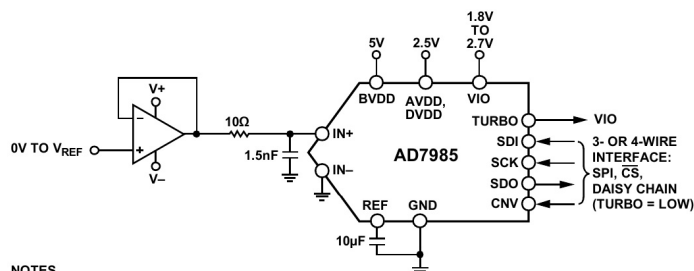 1.8V
TO
2.7V
5V
2.5V
BVDD
AVDD,
DVDD
VIO
V+
–
+
V–
0V TO VREF
10Ω
1.5nF
IN+
IN–
AD7985
TURBO
VIO
SDI
SCK
SDO
CNV
3- OR 4-WIRE
INTERFACE:
SPI, C̅S̅,
DAISY CHAIN
(TURBO = LOW)
REF
GND
10µF
NOTES